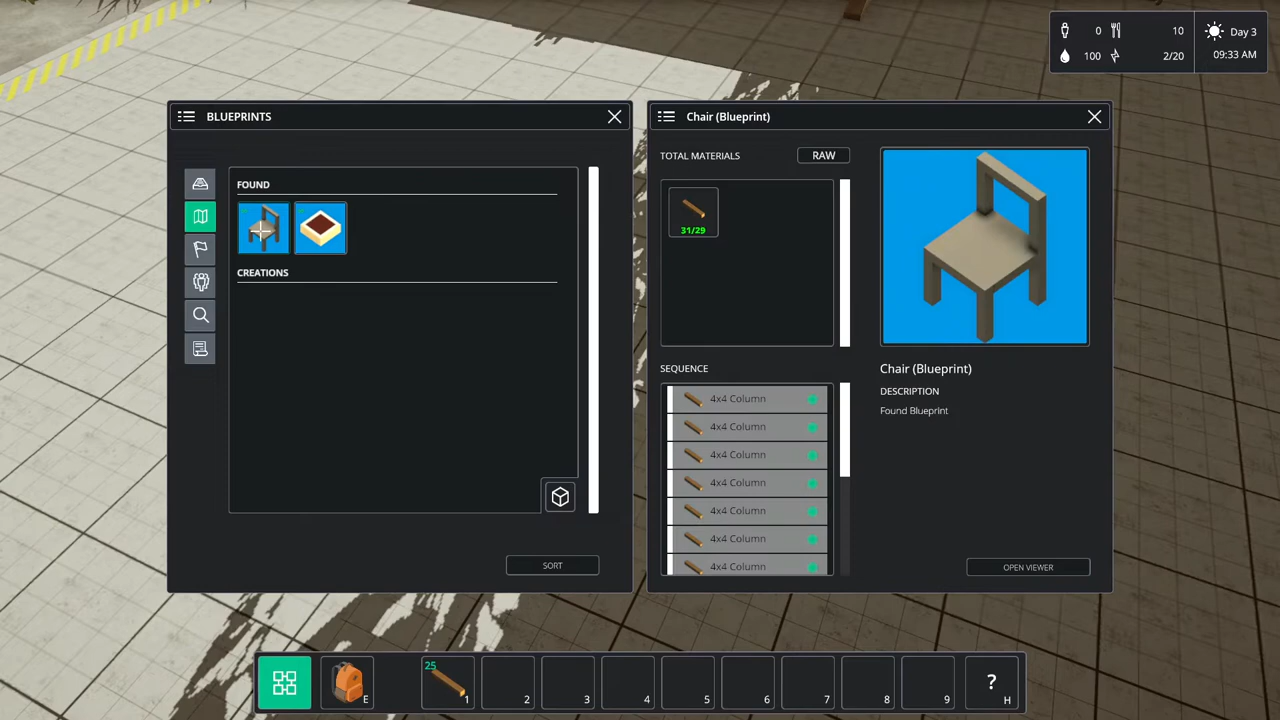 0
10
Day 3
100
2/20
09:33 AM
BLUEPRINTS
FOUND
CREATIONS
SORT
Chair (Blueprint)
TOTAL MATERIALS
RAW
31/29
SEQUENCE
4x4 Column
4x4 Column
4x4 Column
4x4 Column
4x4 Column
4x4 Column
4x4 Column
Chair (Blueprint)
DESCRIPTION
Found Blueprint
OPEN VIEWER
E
25
1
2
3
4
5
6
7
8
9
?
H